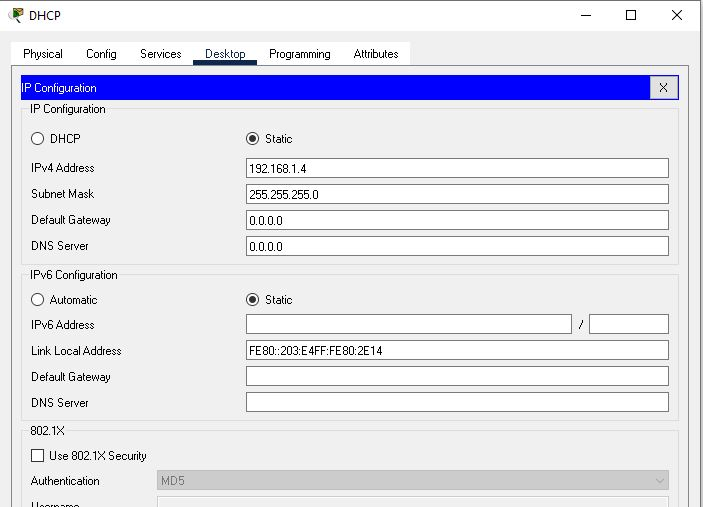 DHCP
Physical Config Services Desktop Programming Attributes
IP Configuration X
IP Configuration
DHCP Static
IPv4 Address 192.168.1.4
Subnet Mask 255.255.255.0
Default Gateway 0.0.0.0
DNS Server 0.0.0.0
IPv6 Configuration
Automatic Static
IPv6 Address /
Link Local Address FE80::203:E4FF:FE80:2E14
Default Gateway
DNS Server
802.1X
Use 802.1X Security
Authentication MD5
Username